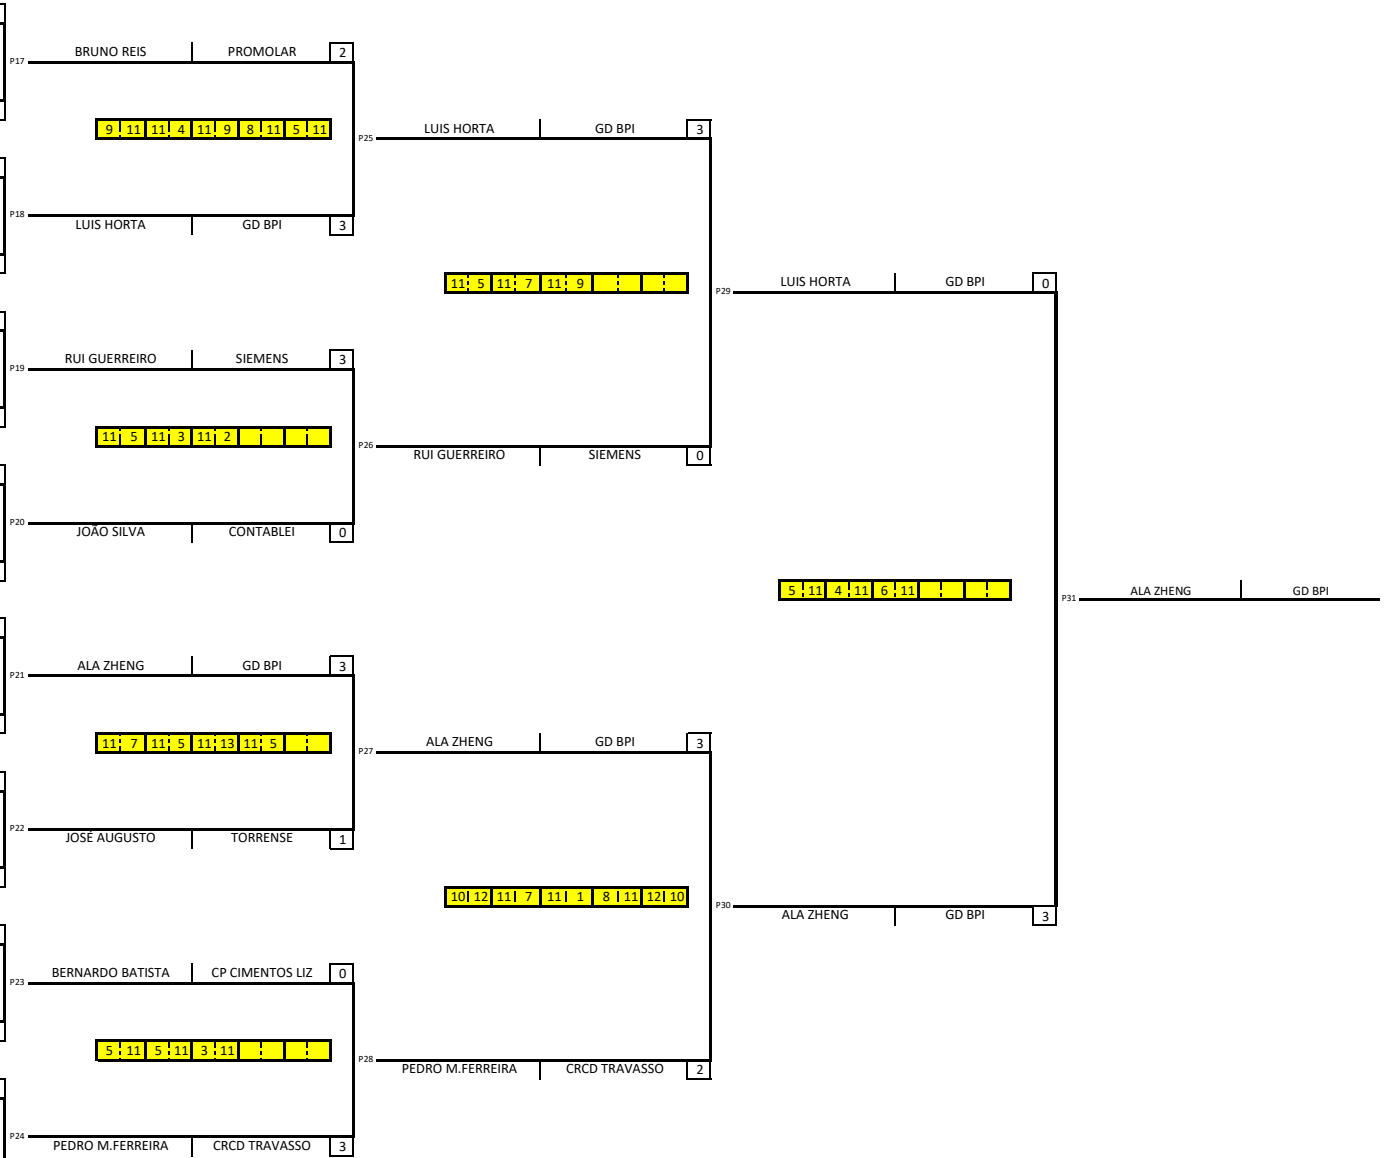 P17 BRUNO REIS PROMOLAR 2
9 11 11 4 11 9 8 11 5 11
P18 LUIS HORTA GD BPI 3
P25 LUIS HORTA GD BPI 3
11 5 11 7 11 9
P26 RUI GUERREIRO SIEMENS 0
P19 RUI GUERREIRO SIEMENS 3
11 5 11 3 11 2
P20 JOÃO SILVA CONTABLEI 0
P29 LUIS HORTA GD BPI 0
5 11 4 11 6 11
P30 ALA ZHENG GD BPI 3
P31 ALA ZHENG GD BPI
P21 ALA ZHENG GD BPI 3
11 7 11 5 11 13 11 5
P22 JOSÉ AUGUSTO TORRENSE 1
P27 ALA ZHENG GD BPI 3
10 12 11 7 11 1 8 11 12 10
P28 PEDRO M.FERREIRA CRCD TRAVASSO 2
P23 BERNARDO BATISTA CP CIMENTOS LIZ 0
5 11 5 11 3 11
P24 PEDRO M.FERREIRA CRCD TRAVASSO 3